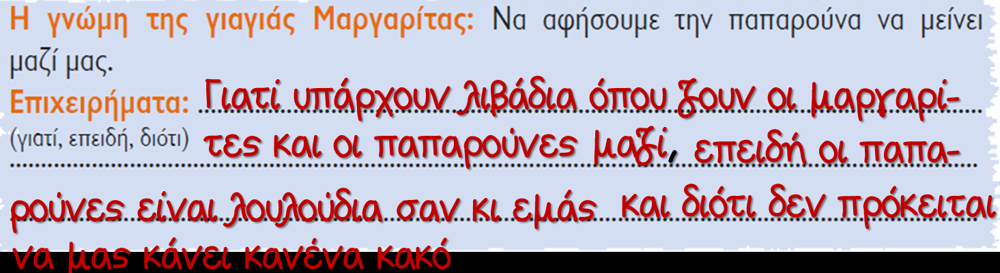 Η γνώμη της γιαγιάς Μαργαρίτας: Να αφήσουμε την παπαρούνα να μείνει
μαζί μας.
Επιχειρήματα: Γιατί υπάρχουν λιβάδια όπου ζουν οι μαργαρί-
(γιατί, επειδή, διότι) τες και οι παπαρούνες μαζί, επειδή οι παπα-
ρούνες είναι λουλούδια σαν κι εμάς και διότι δεν πρόκειται
να μας κάνει κανένα κακό